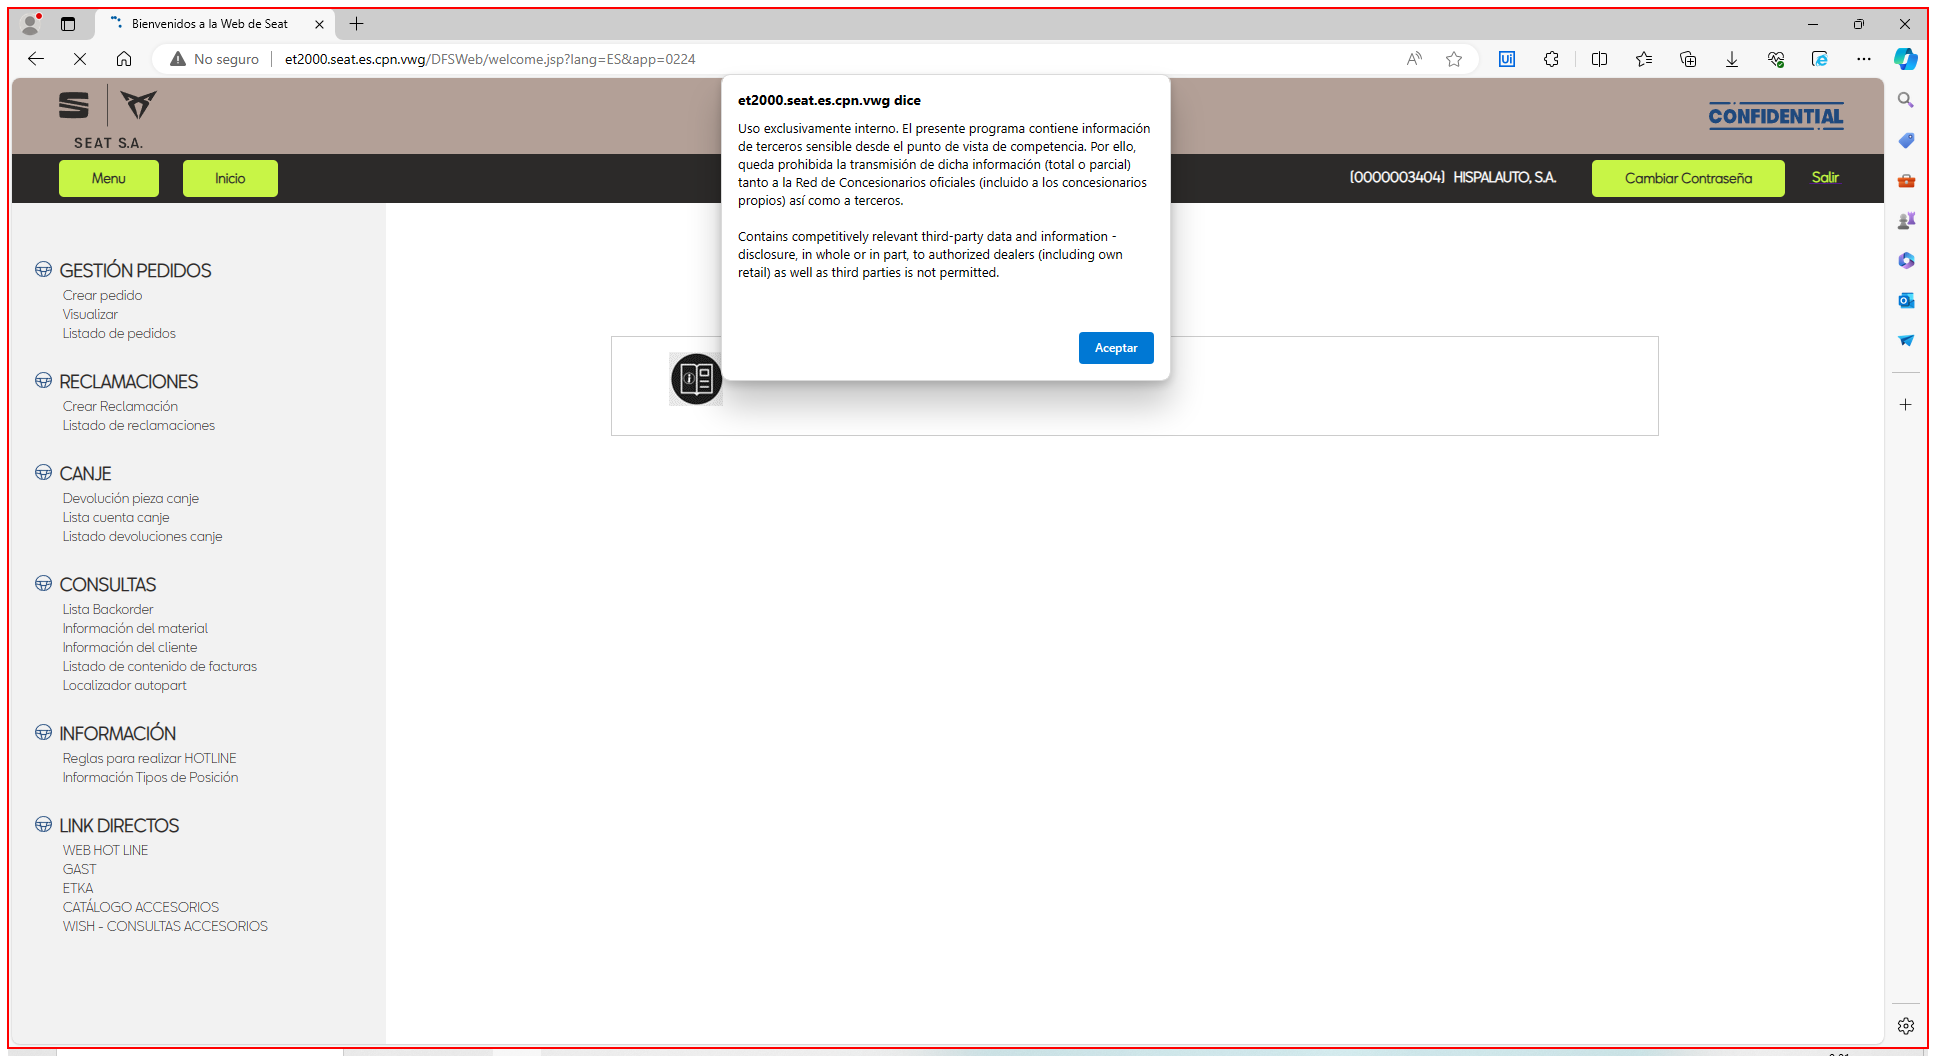 Bienvenidos a la Web de Seat
No seguro
et2000.seat.es.cpn.vwg/DFSWeb/welcome.jsp?lang=ES&app=0224
SEAT S.A.
CONFIDENTIAL
Menu
Inicio
(0000003404) HISPALAUTO, S.A.
Cambiar Contraseña
Salir
et2000.seat.es.cpn.vwg dice
Uso exclusivamente interno. El presente programa contiene información
de terceros sensible desde el punto de vista de competencia. Por ello,
queda prohibida la transmisión de dicha información (total o parcial)
tanto a la Red de Concesionarios oficiales (incluido a los concesionarios
propios) así como a terceros.
Contains competitively relevant third-party data and information -
disclosure, in whole or in part, to authorized dealers (including own
retail) as well as third parties is not permitted.
Aceptar
GESTIÓN PEDIDOS
Crear pedido
Visualizar
Listado de pedidos
RECLAMACIONES
Crear Reclamación
Listado de reclamaciones
CANJE
Devolución pieza canje
Lista cuenta canje
Listado devoluciones canje
CONSULTAS
Lista Backorder
Información del material
Información del cliente
Listado de contenido de facturas
Localizador autopart
INFORMACIÓN
Reglas para realizar HOTLINE
Información Tipos de Posición
LINK DIRECTOS
WEB HOT LINE
GAST
ETKA
CATÁLOGO ACCESORIOS
WISH - CONSULTAS ACCESORIOS